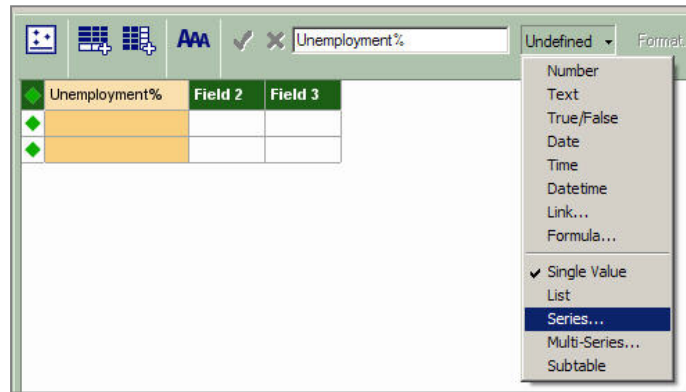 AAA Unemployment% Undefined Format
Unemployment% Field 2 Field 3
Number
Text
True/False
Date
Time
Datetime
Link...
Formula...
Single Value
List
Series...
Multi-Series...
Subtable